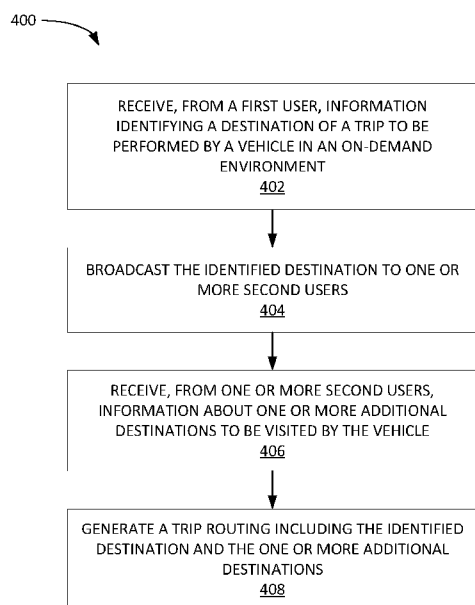 400
RECEIVE, FROM A FIRST USER, INFORMATION
IDENTIFYING A DESTINATION OF A TRIP TO BE
PERFORMED BY A VEHICLE IN AN ON-DEMAND
ENVIRONMENT
402
BROADCAST THE IDENTIFIED DESTINATION TO ONE OR
MORE SECOND USERS
404
RECEIVE, FROM ONE OR MORE SECOND USERS,
INFORMATION ABOUT ONE OR MORE ADDITIONAL
DESTINATIONS TO BE VISITED BY THE VEHICLE
406
GENERATE A TRIP ROUTING INCLUDING THE IDENTIFIED
DESTINATION AND THE ONE OR MORE ADDITIONAL
DESTINATIONS
408